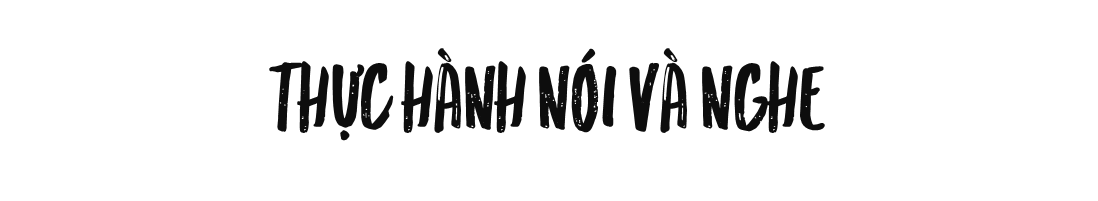 THỰC HÀNH NÓI VÀ NGHE